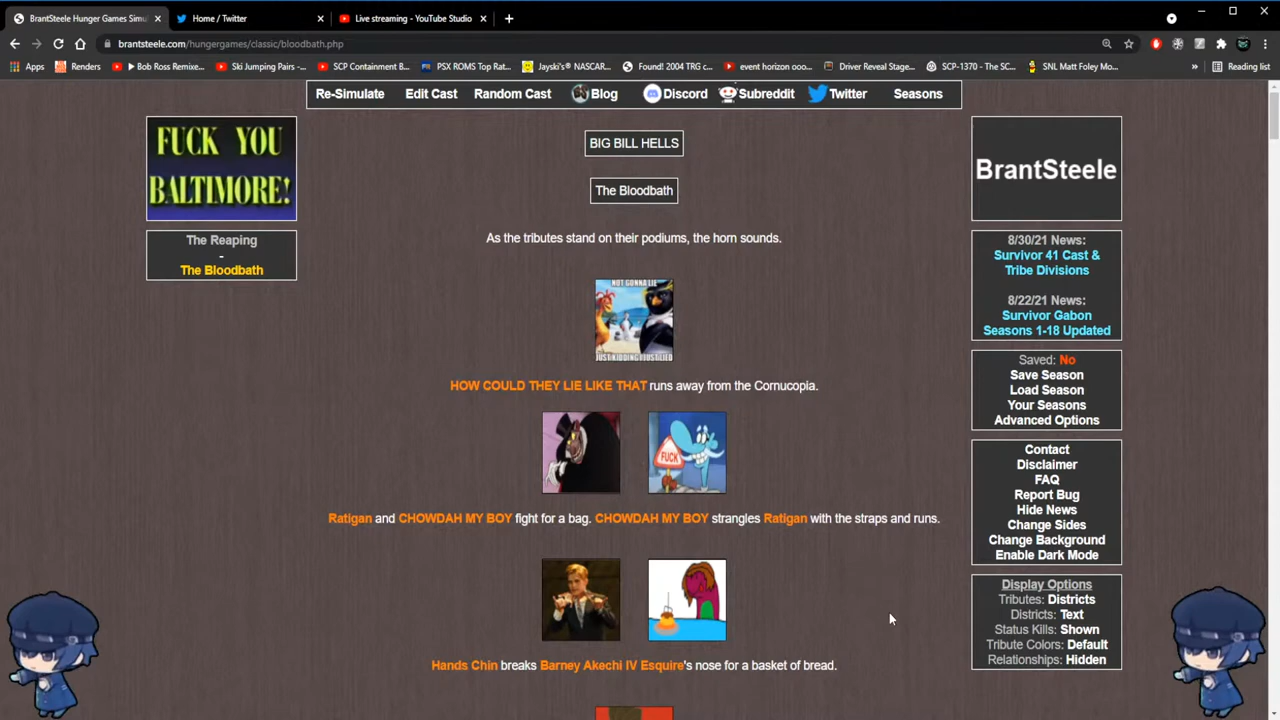 BrantSteele Hunger Games Simu
Home / Twitter
Live streaming - YouTube Studio
brantsteele.com/hungergames/classic/bloodbath.php
Apps
Renders
Bob Ross Remixe...
Ski Jumping Pari -...
SCP Containment B...
PSX ROMS Top Rat...
Jayski's® NASCAR...
Found! 2004 TRG c...
event horizon ooo...
Driver Reveal Stage...
SCP-1370 - The SC...
SNL Matt Foley Mo...
»
Reading list
Re-Simulate
Edit Cast
Random Cast
Blog
Discord
Subreddit
Twitter
Seasons
FUCK YOU
BALTIMORE!
The Reaping
-
The Bloodbath
BIG BILL HELLS
The Bloodbath
As the tributes stand on their podiums, the horn sounds.
NOT GONNA LIE
JUST KIDDING I JUST LIED
HOW COULD THEY LIE LIKE THAT runs away from the Cornucopia.
FUCK
Ratigan and CHOWDAH MY BOY fight for a bag. CHOWDAH MY BOY strangles Ratigan with the straps and runs.
Hands Chin breaks Barney Akechi IV Esquire's nose for a basket of bread.
BrantSteele
8/30/21 News:
Survivor 41 Cast &
Tribe Divisions
8/22/21 News:
Survivor Gabon
Seasons 1-18 Updated
Saved: No
Save Season
Load Season
Your Seasons
Advanced Options
Contact
Disclaimer
FAQ
Report Bug
Hide News
Change Sides
Change Background
Enable Dark Mode
Display Options
Tributes: Districts
Districts: Text
Status Kills: Shown
Tribute Colors: Default
Relationships: Hidden